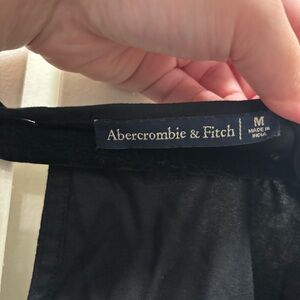 Abercrombie & Fitch
M
MADE IN
INDIA